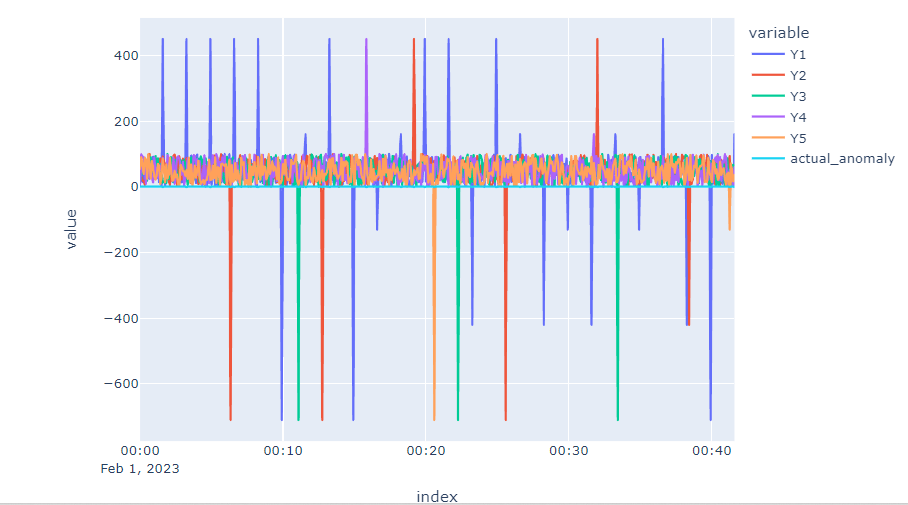 variable
Y1
Y2
Y3
Y4
Y5
actual_anomaly
400
200
0
−200
−400
−600
value
00:00
00:10
00:20
00:30
00:40
Feb 1, 2023
index